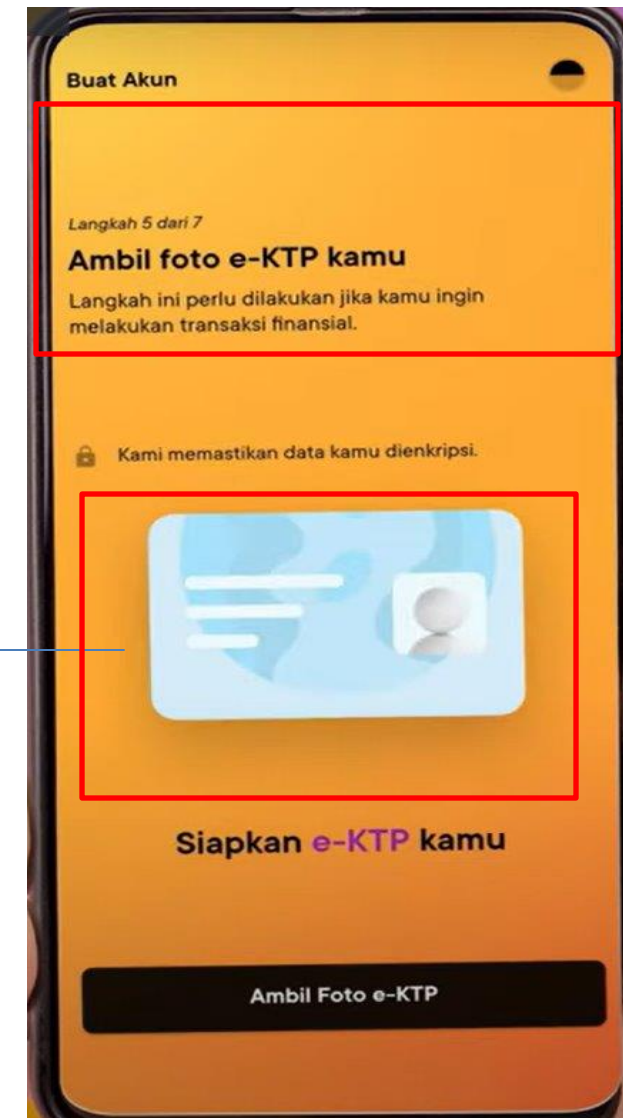 Buat Akun
Langkah 5 dari 7
Ambil foto e-KTP kamu
Langkah ini perlu dilakukan jika kamu ingin
melakukan transaksi finansial.
Kami memastikan data kamu dienkripsi.
Siapkan e-KTP kamu
Ambil Foto e-KTP